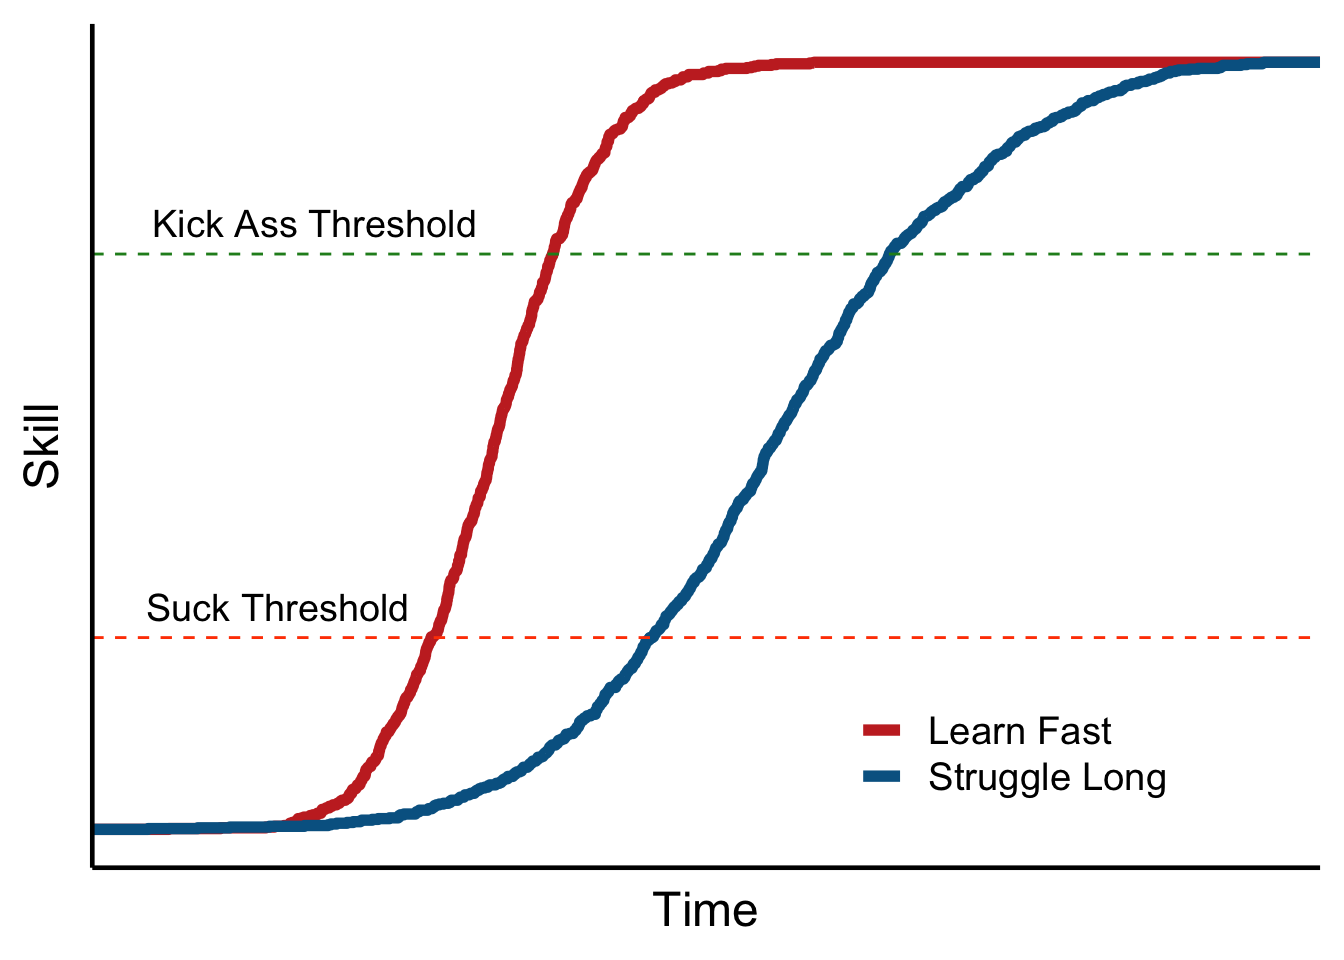 Kick Ass Threshold
Skill
Suck Threshold
Learn Fast
Struggle Long
Time